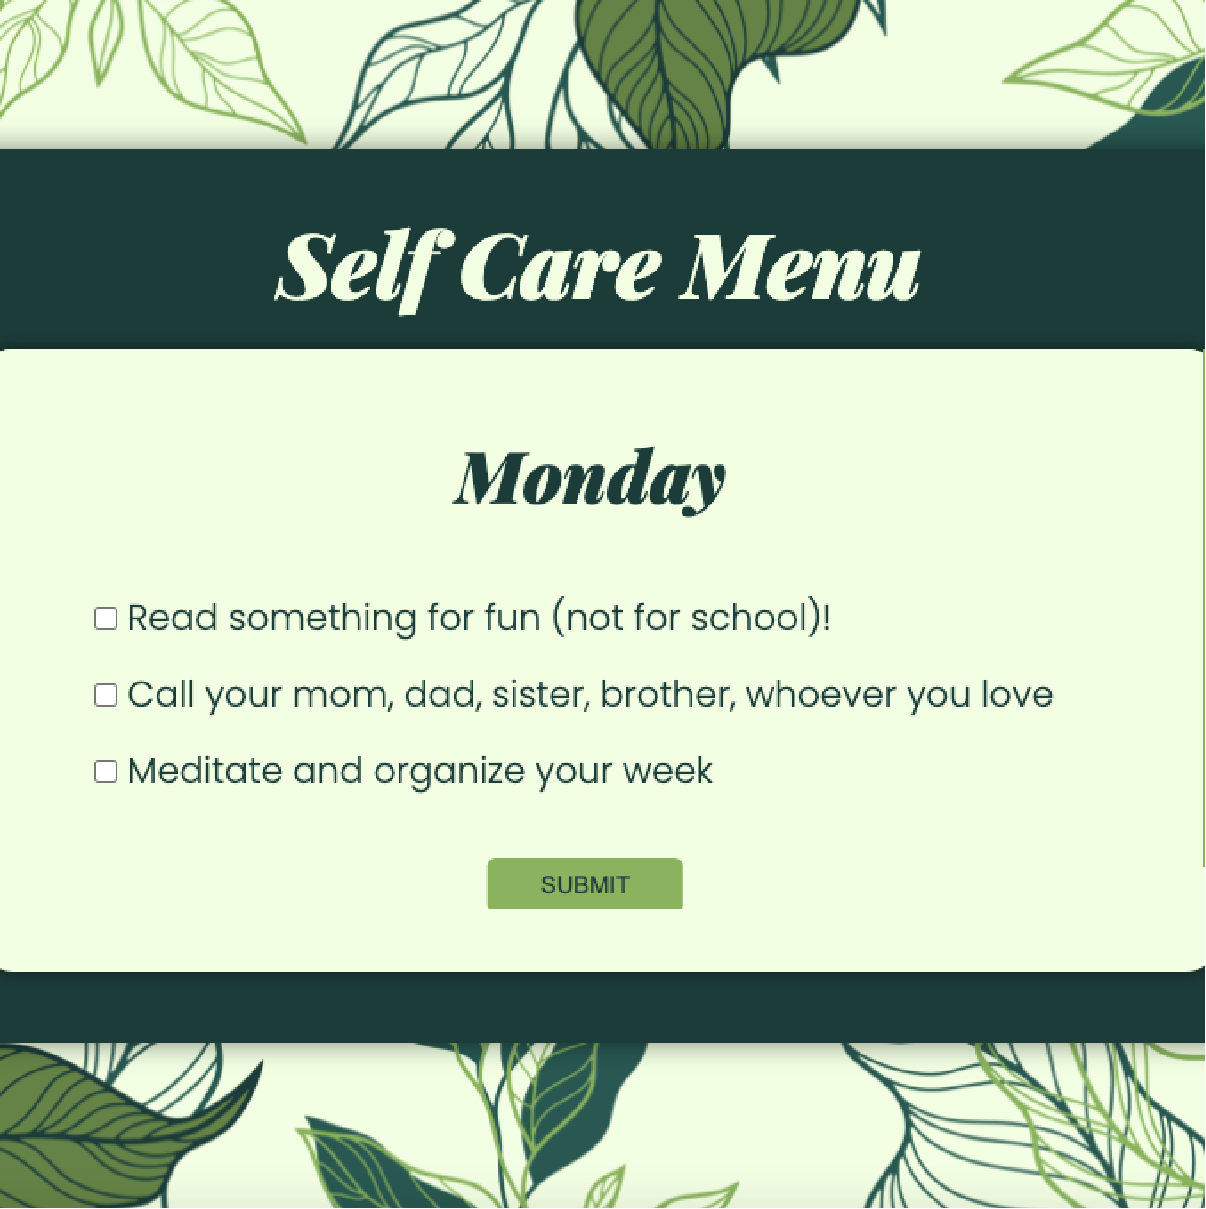 Self Care Menu
Monday
Read something for fun (not for school)!
Call your mom, dad, sister, brother, whoever you love
Meditate and organize your week
SUBMIT